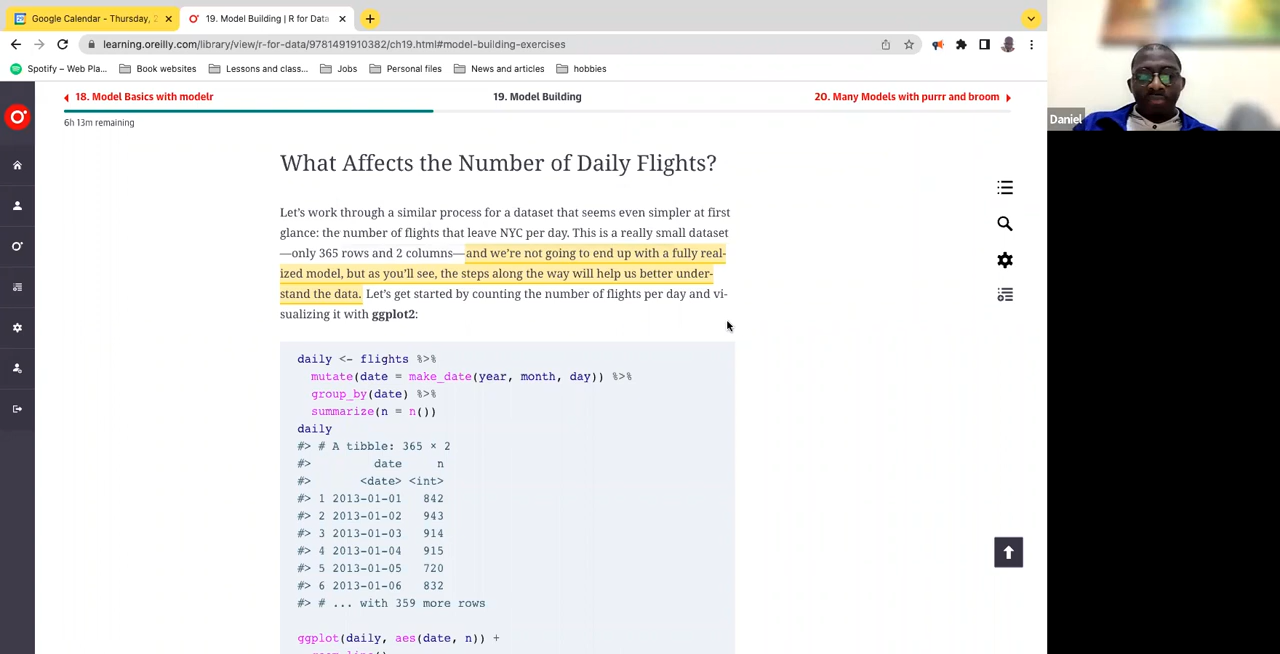 Google Calendar - Thursday, 2
19. Model Building | R for Data
learning.oreilly.com/library/view/r-for-data/9781491910382/ch19.html#model-building-exercises
Spotify – Web Pla...
Book websites
Lessons and class...
Jobs
Personal files
News and articles
hobbies
18. Model Basics with modelr
19. Model Building
20. Many Models with purrr and broom
6h 13m remaining
Daniel
What Affects the Number of Daily Flights?
Let's work through a similar process for a dataset that seems even simpler at first
glance: the number of flights that leave NYC per day. This is a really small dataset
—only 365 rows and 2 columns—and we're not going to end up with a fully real-
ized model, but as you'll see, the steps along the way will help us better under-
stand the data. Let's get started by counting the number of flights per day and vi-
sualizing it with ggplot2:
daily <- flights %>%
mutate(date = make_date(year, month, day)) %>%
group_by(date) %>%
summarize(n = n())
daily
#> # A tibble: 365 × 2
#> date n
#> <date> <int>
#> 1 2013-01-01 842
#> 2 2013-01-02 943
#> 3 2013-01-03 914
#> 4 2013-01-04 915
#> 5 2013-01-05 720
#> 6 2013-01-06 832
#> # ... with 359 more rows
ggplot(daily, aes(date, n)) +